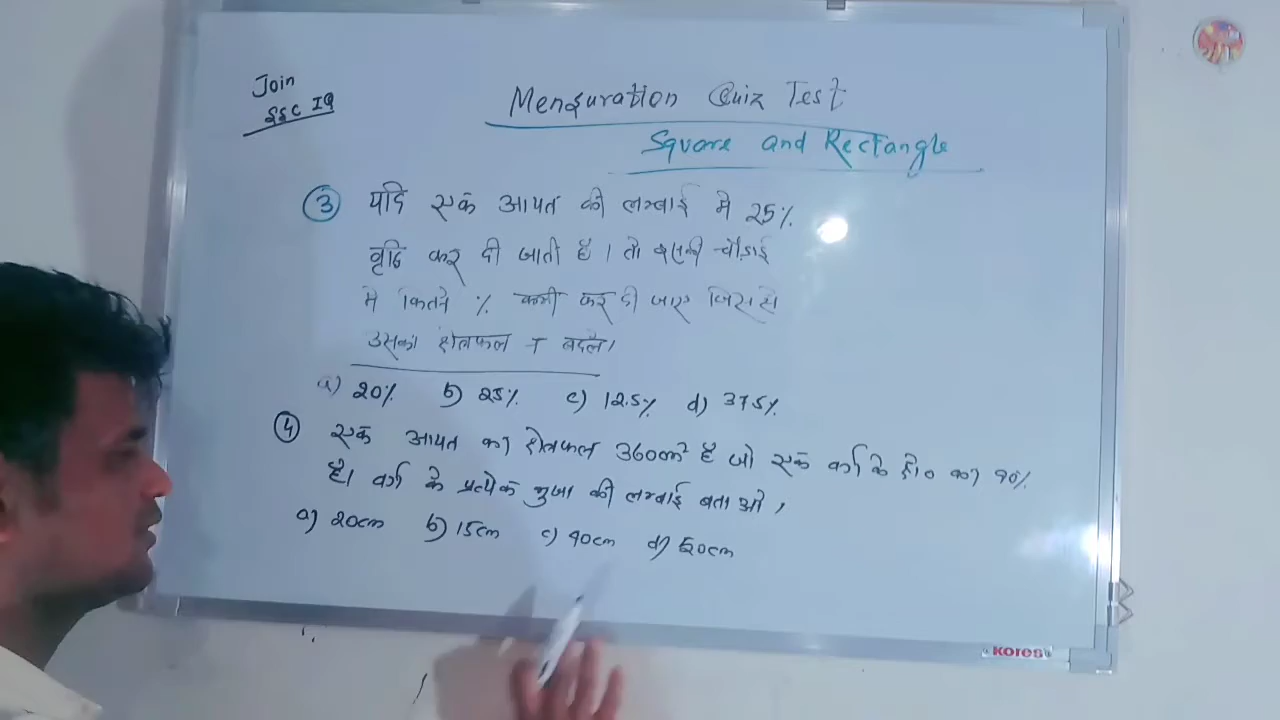 Join
SSC IQ
Mensuration Quiz Test
Square and Rectangle
3 यदि एक आयत की लम्बाई मे 25%
वृद्धि कर दी जाती है। तो इसकी चौड़ाई
मे कितने % कमी कर दी जाए जिससे
उसका क्षेत्रफल न बदले।
a) 20% b) 25% c) 12.5% d) 37.5%
4 एक आयत का क्षेत्रफल 360cm² है जो एक वर्ग के क्षे० का 90%
है। वर्ग के प्रत्येक भुजा की लम्बाई बताओ,
a) 20cm b) 15cm c) 40cm d) 50cm
KORES